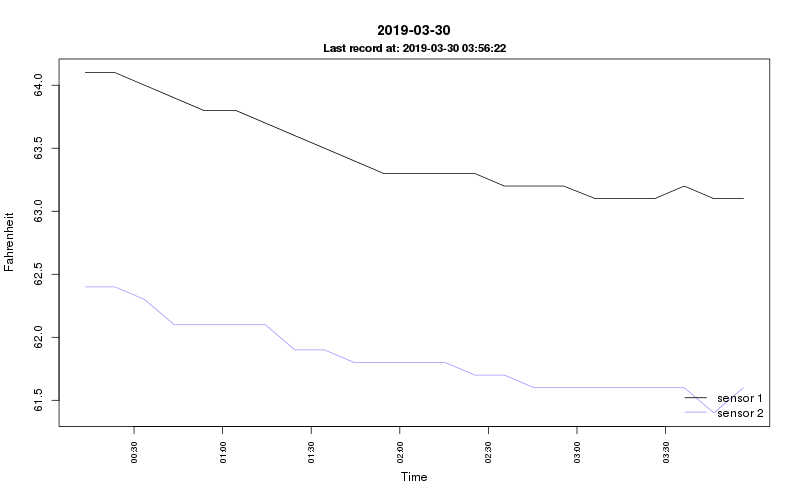 2019-03-30
Last record at: 2019-03-30 03:56:22
64.0
63.5
63.0
62.5
62.0
61.5
Fahrenheit
sensor 1
sensor 2
00:30 01:00 01:30 02:00 02:30 03:00 03:30
Time